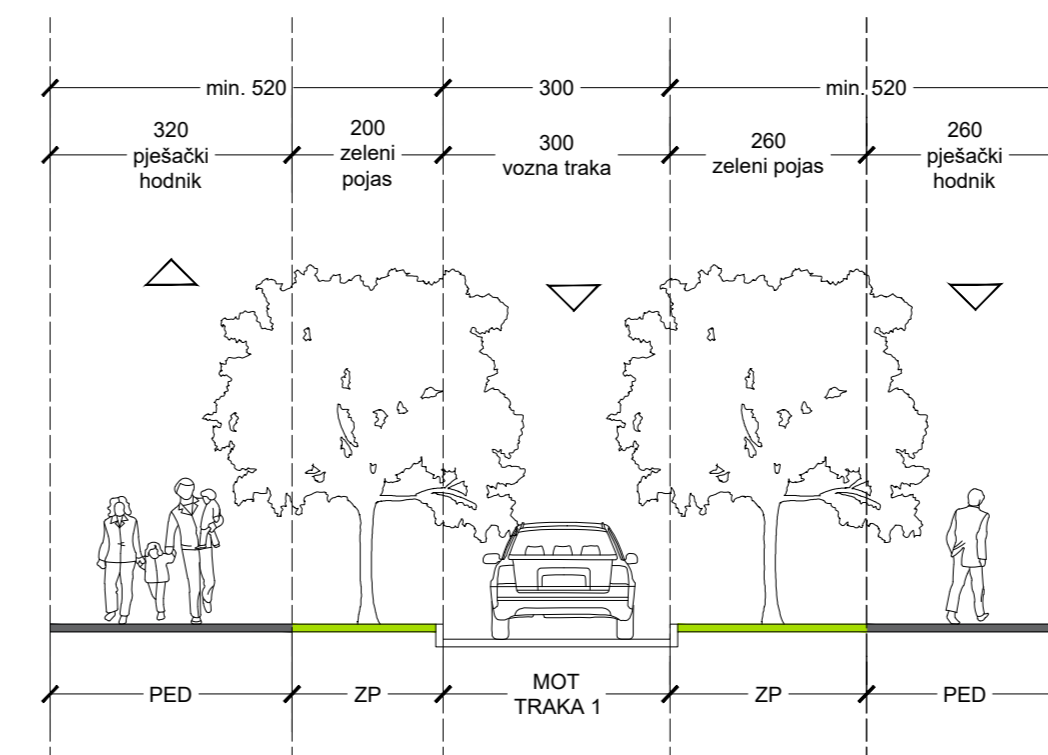 min. 520
300
min. 520
320
pješački
hodnik
200
zeleni
pojas
300
vozna traka
260
zeleni pojas
260
pješački
hodnik
PED
ZP
MOT
TRAKA 1
ZP
PED